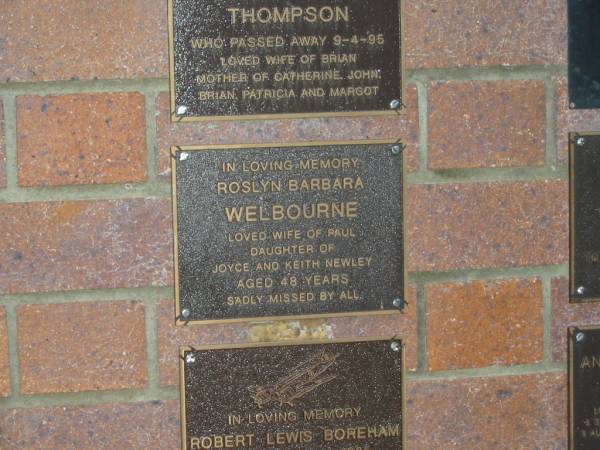 THOMPSON
WHO PASSED AWAY 9-4-95
LOVED WIFE OF BRIAN
MOTHER OF CATHERINE, JOHN,
BRIAN, PATRICIA AND MARGOT
IN LOVING MEMORY
ROSLYN BARBARA
WELBOURNE
LOVED WIFE OF PAUL
DAUGHTER OF
JOYCE AND KEITH NEWLEY
AGED 48 YEARS
SADLY MISSED BY ALL.
IN LOVING MEMORY
ROBERT LEWIS BOREHAM
AN